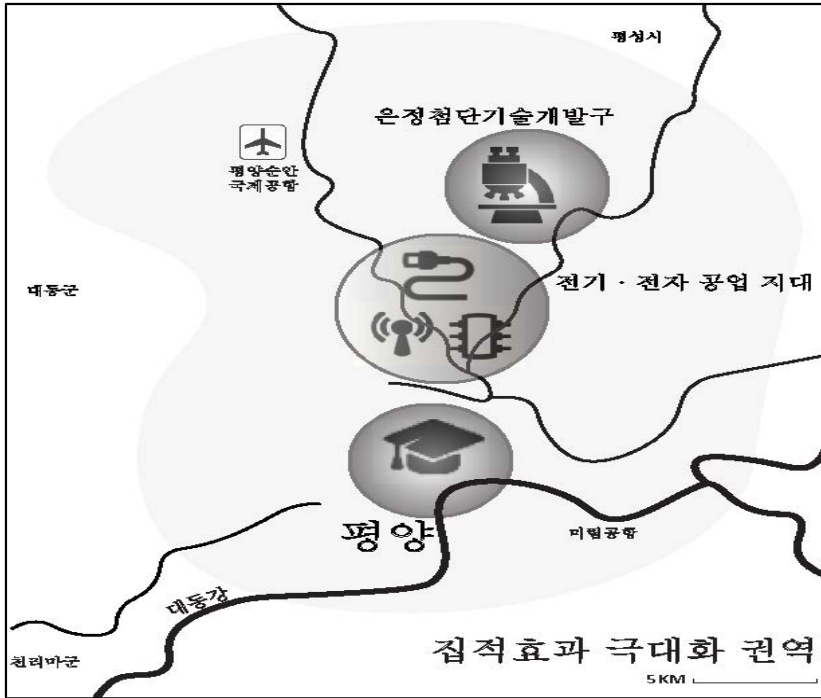 평성시
은정첨단기술개발구
평양순안
국제공항
대동군
전기 · 전자 공업 지대
평양
미림공항
대동강
집적효과 극대화 권역
천리마군
5 KM